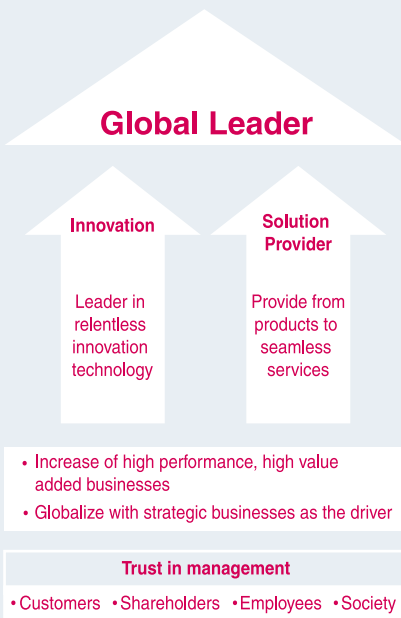 Global Leader
Innovation
Leader in
relentless
innovation
technology
Solution
Provider
Provide from
products to
seamless
services
• Increase of high performance, high value
added businesses
• Globalize with strategic businesses as the driver
Trust in management
• Customers • Shareholders • Employees • Society